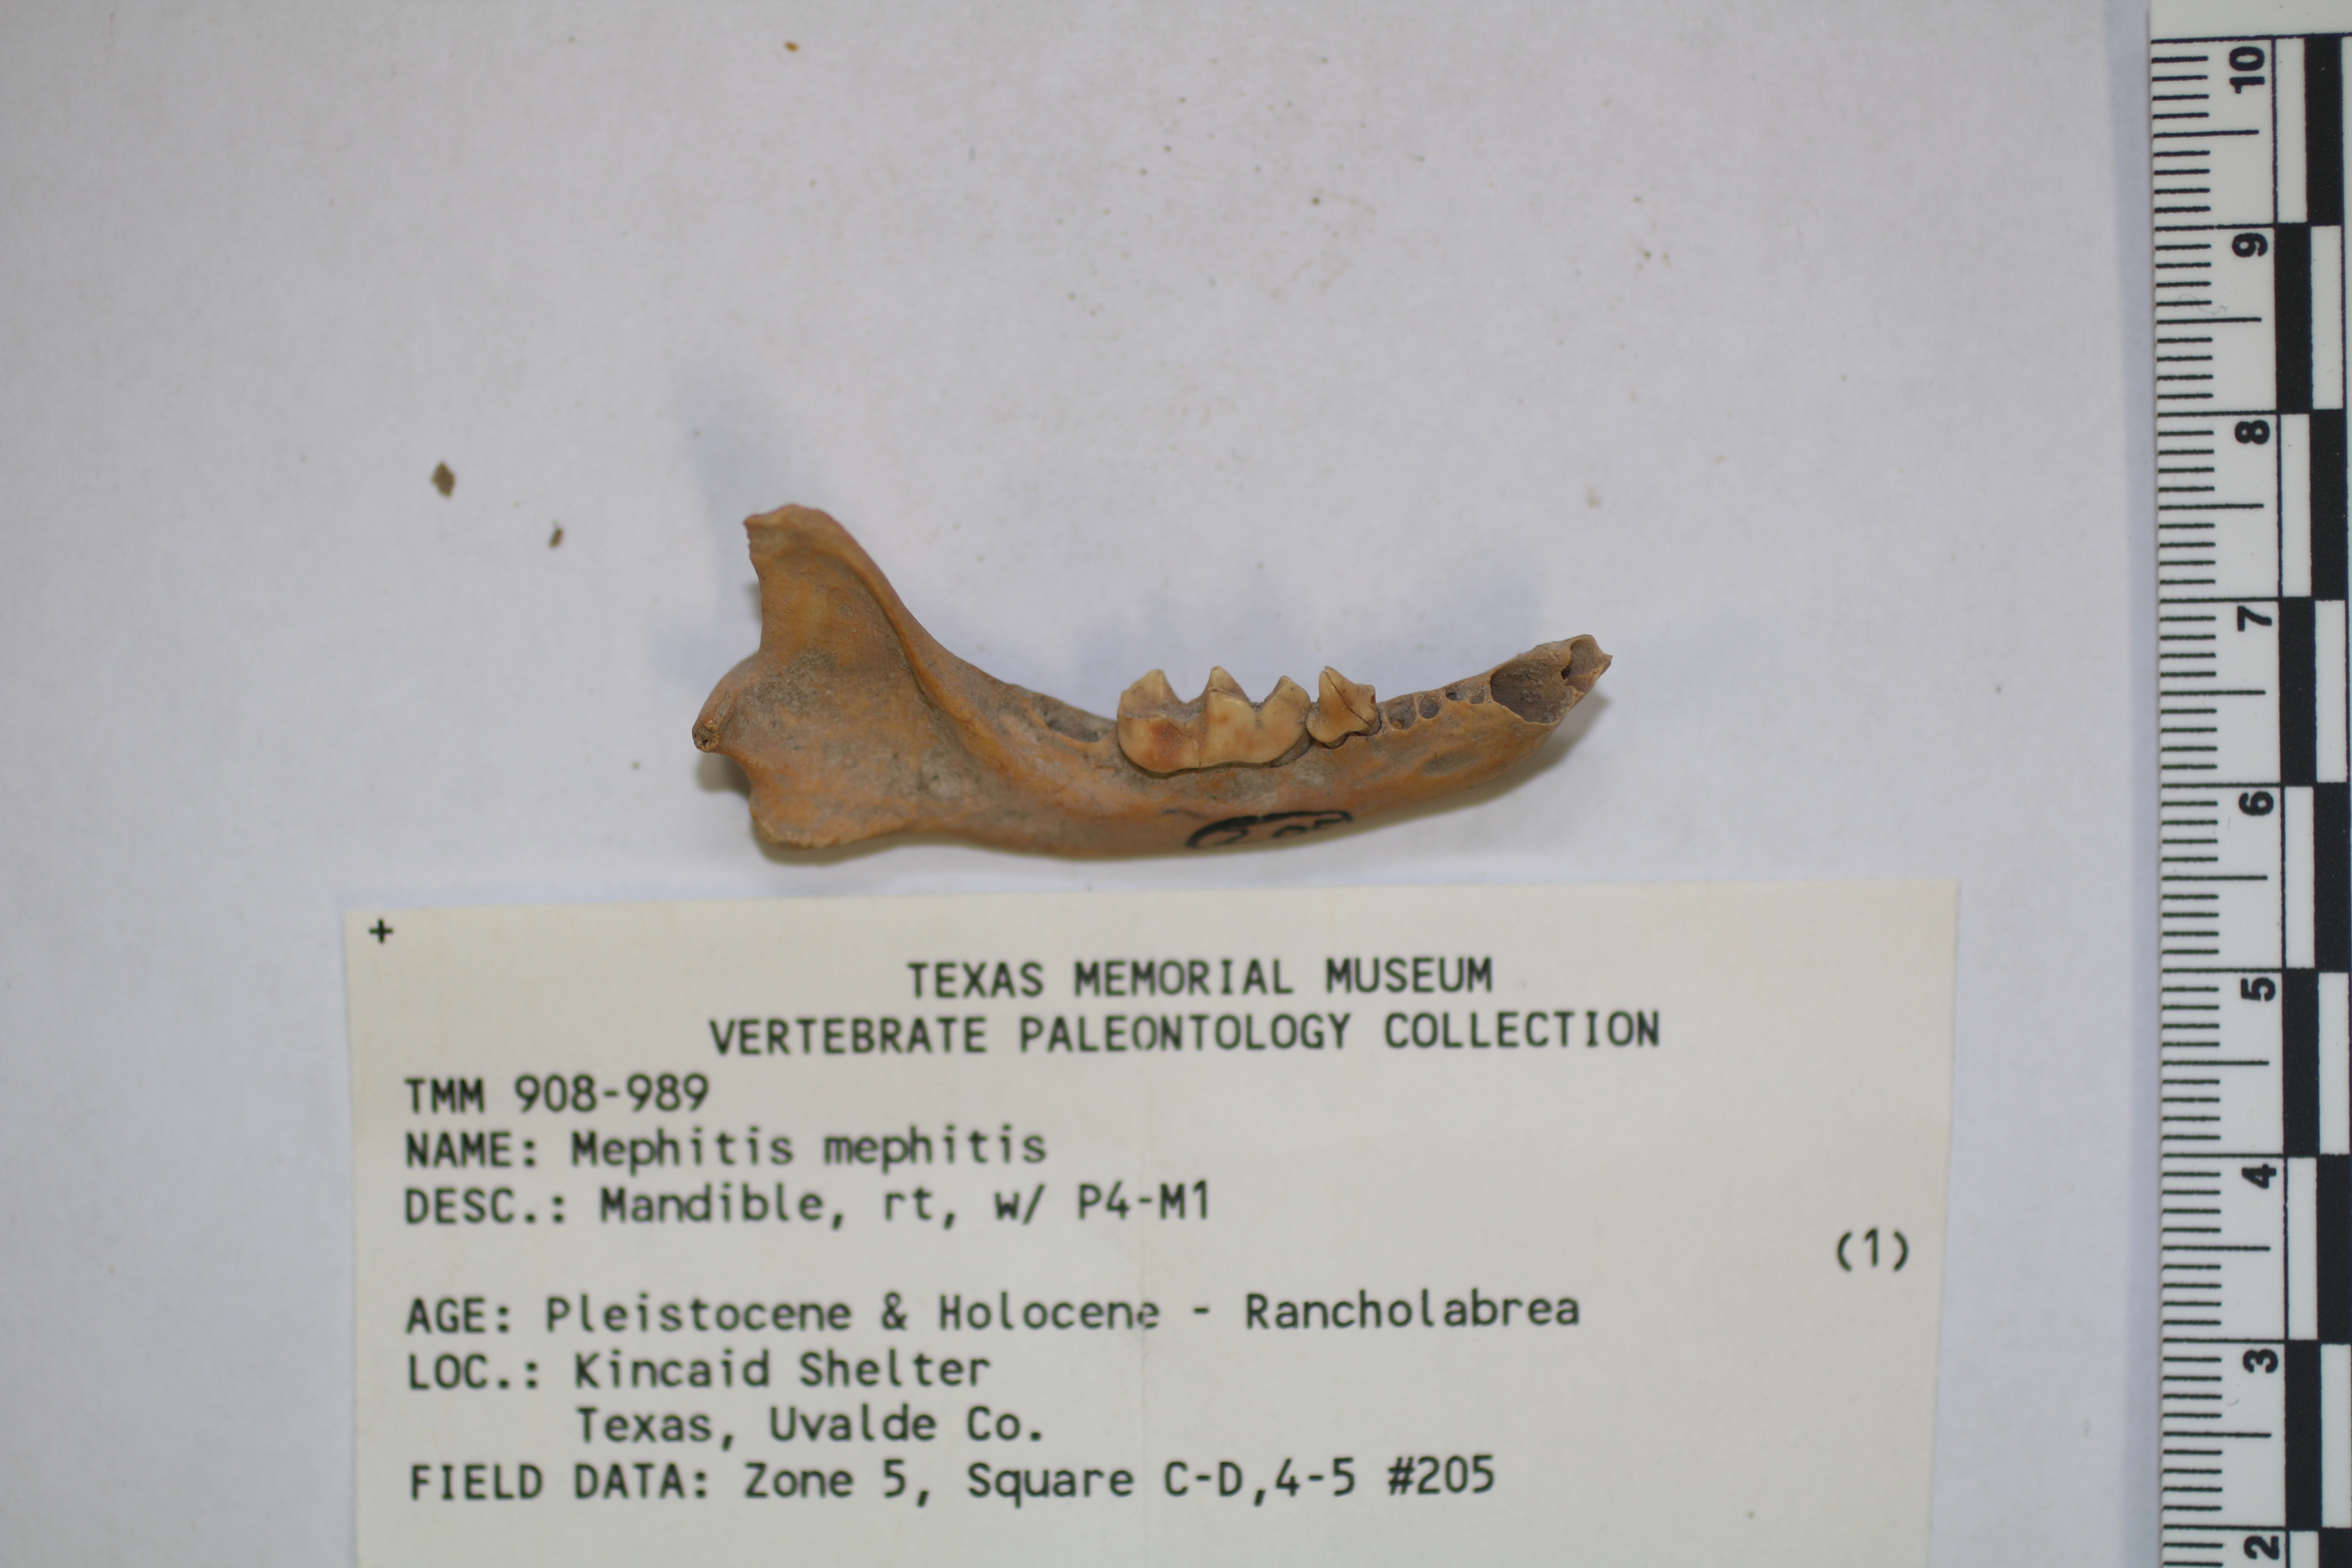 +
TEXAS MEMORIAL MUSEUM
VERTEBRATE PALEONTOLOGY COLLECTION
TMM 908-989
NAME: Mephitis mephitis
DESC.: Mandible, rt, w/ P4-M1
(1)
AGE: Pleistocene & Holocene - Rancholabrea
LOC.: Kincaid Shelter
Texas, Uvalde Co.
FIELD DATA: Zone 5, Square C-D,4-5 #205
10
9
8
7
6
5
4
3
2